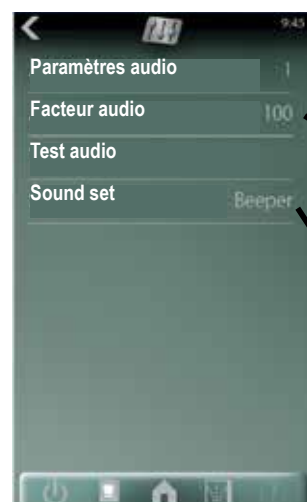 9:45
Paramètres audio 1
Facteur audio 100
Test audio
Sound set Beeper